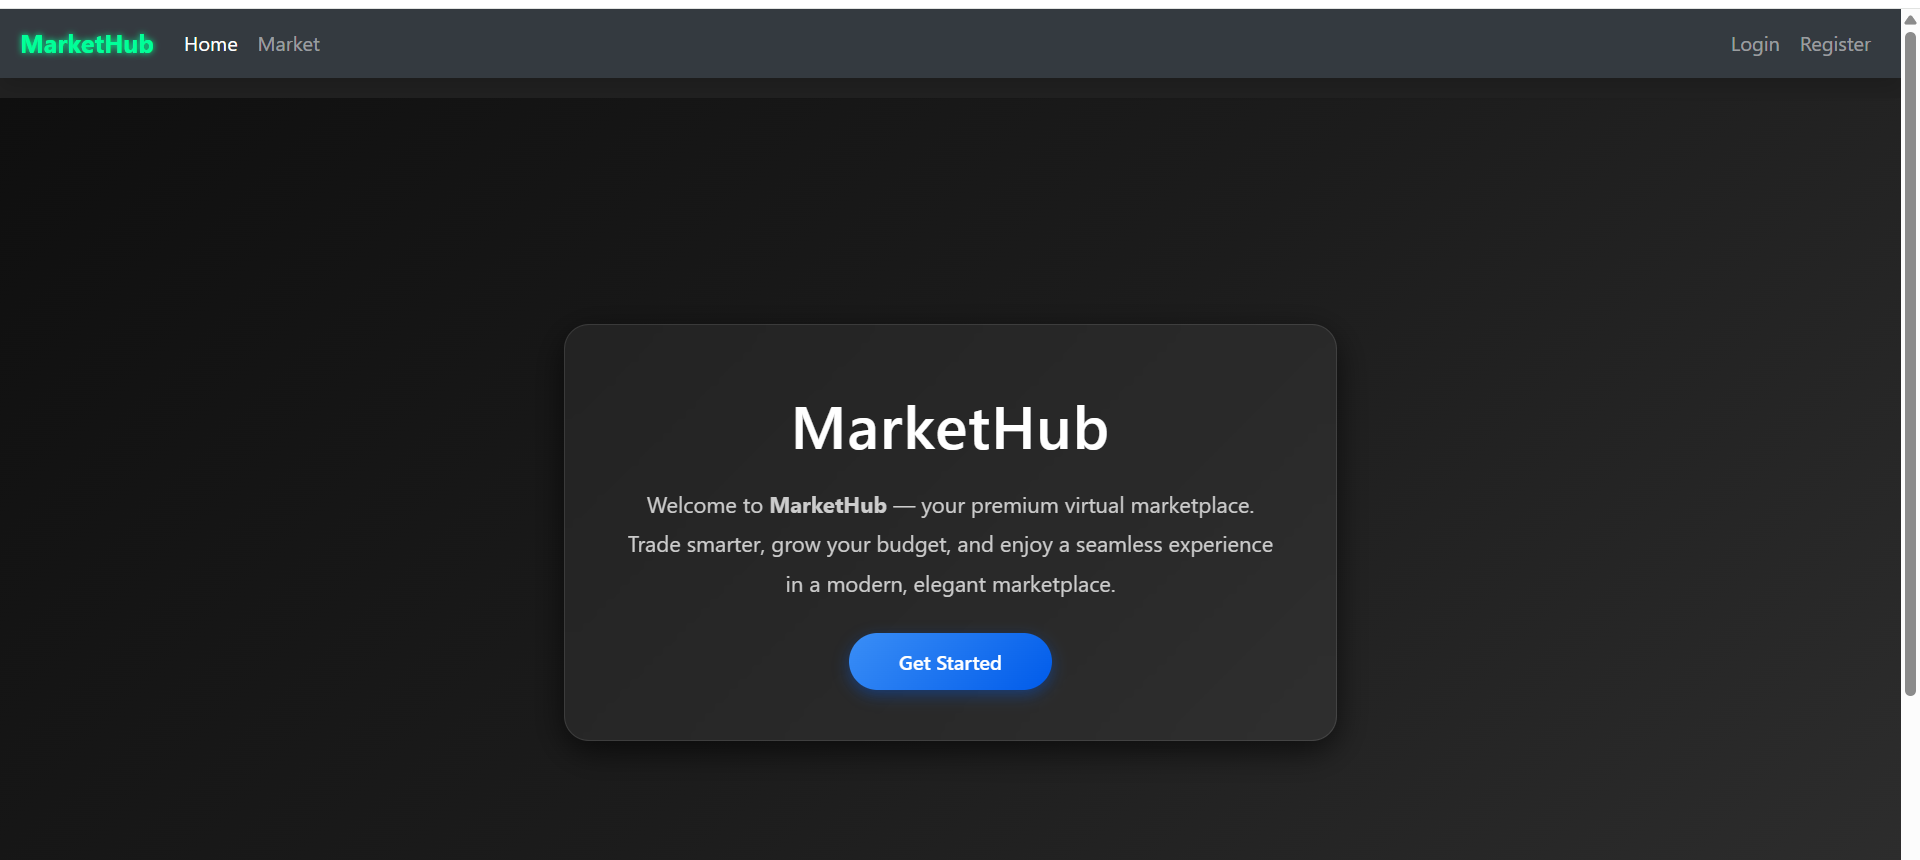 MarketHub Home Market Login Register
MarketHub
Welcome to MarketHub — your premium virtual marketplace.
Trade smarter, grow your budget, and enjoy a seamless experience
in a modern, elegant marketplace.
Get Started